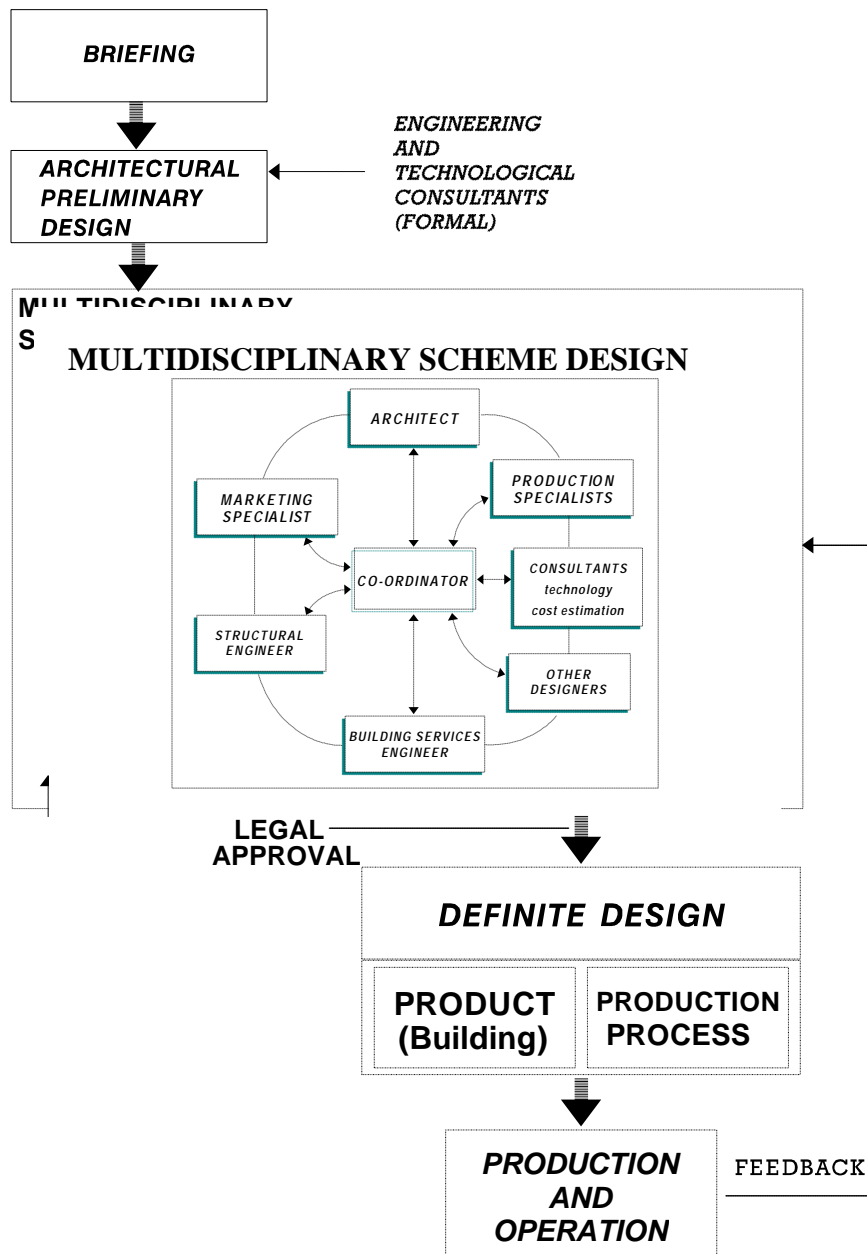 BRIEFING
ARCHITECTURAL
PRELIMINARY
DESIGN
ENGINEERING
AND
TECHNOLOGICAL
CONSULTANTS
(FORMAL)
MULTIDISCIPLINARY
S
MULTIDISCIPLINARY SCHEME DESIGN
ARCHITECT
PRODUCTION
SPECIALISTS
MARKETING
SPECIALIST
CO-ORDINATOR
CONSULTANTS
technology
cost estimation
STRUCTURAL
ENGINEER
OTHER
DESIGNERS
BUILDING SERVICES
ENGINEER
LEGAL
APPROVAL
DEFINITE DESIGN
PRODUCT
(Building)
PRODUCTION
PROCESS
PRODUCTION
AND
OPERATION
FEEDBACK